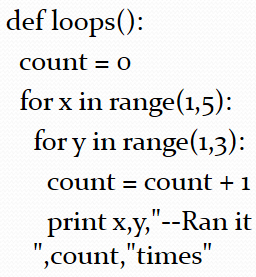 def loops():
count = 0
for x in range(1,5):
for y in range(1,3):
count = count + 1
print x,y,"--Ran it
",count,"times"